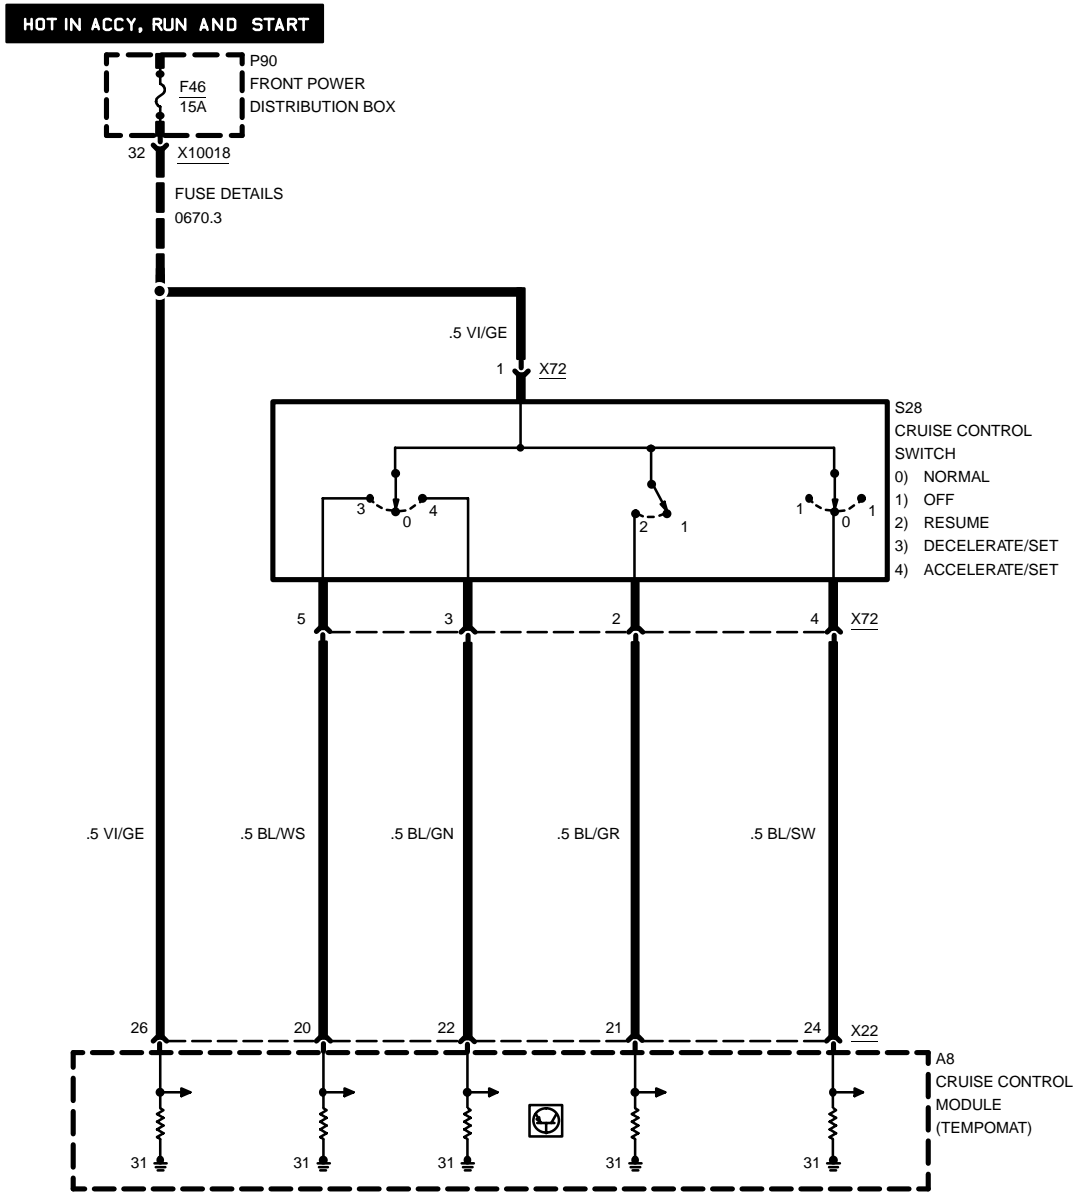 HOT IN ACCY, RUN AND START
P90
FRONT POWER
DISTRIBUTION BOX
F46
15A
32 X10018
FUSE DETAILS
0670.3
.5 VI/GE
1 X72
S28
CRUISE CONTROL
SWITCH
0) NORMAL
1) OFF
2) RESUME
3) DECELERATE/SET
4) ACCELERATE/SET
3 0 4
2 1
1 0 1
5 3 2 4 X72
.5 VI/GE .5 BL/WS .5 BL/GN .5 BL/GR .5 BL/SW
26 20 22 21 24 X22
A8
CRUISE CONTROL
MODULE
(TEMPOMAT)
31 31 31 31 31